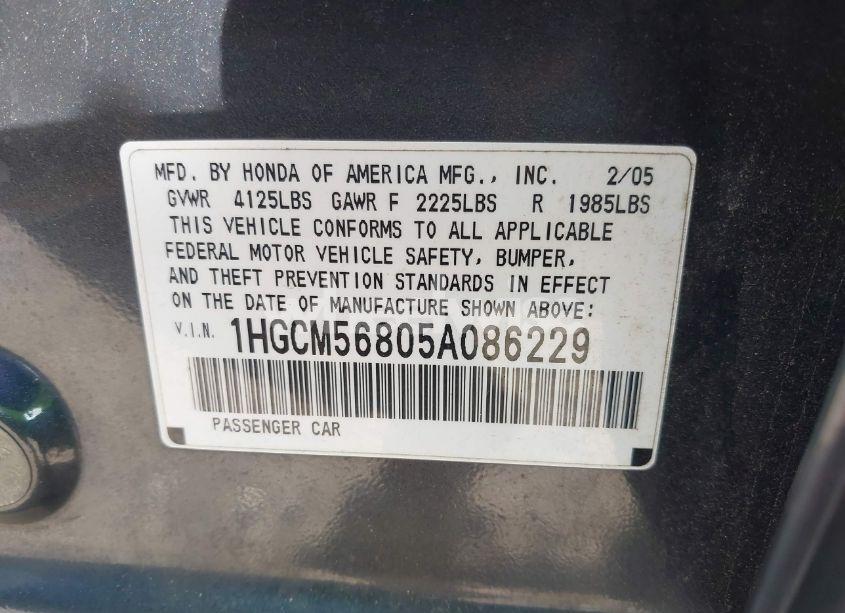 MFD. BY HONDA OF AMERICA MFG., INC. 2/05
GVWR 4125LBS GAWR F 2225LBS R 1985LBS
THIS VEHICLE CONFORMS TO ALL APPLICABLE
FEDERAL MOTOR VEHICLE SAFETY, BUMPER,
AND THEFT PREVENTION STANDARDS IN EFFECT
ON THE DATE OF MANUFACTURE SHOWN ABOVE:
V.I.N. 1HGCM56805A086229
PASSENGER CAR